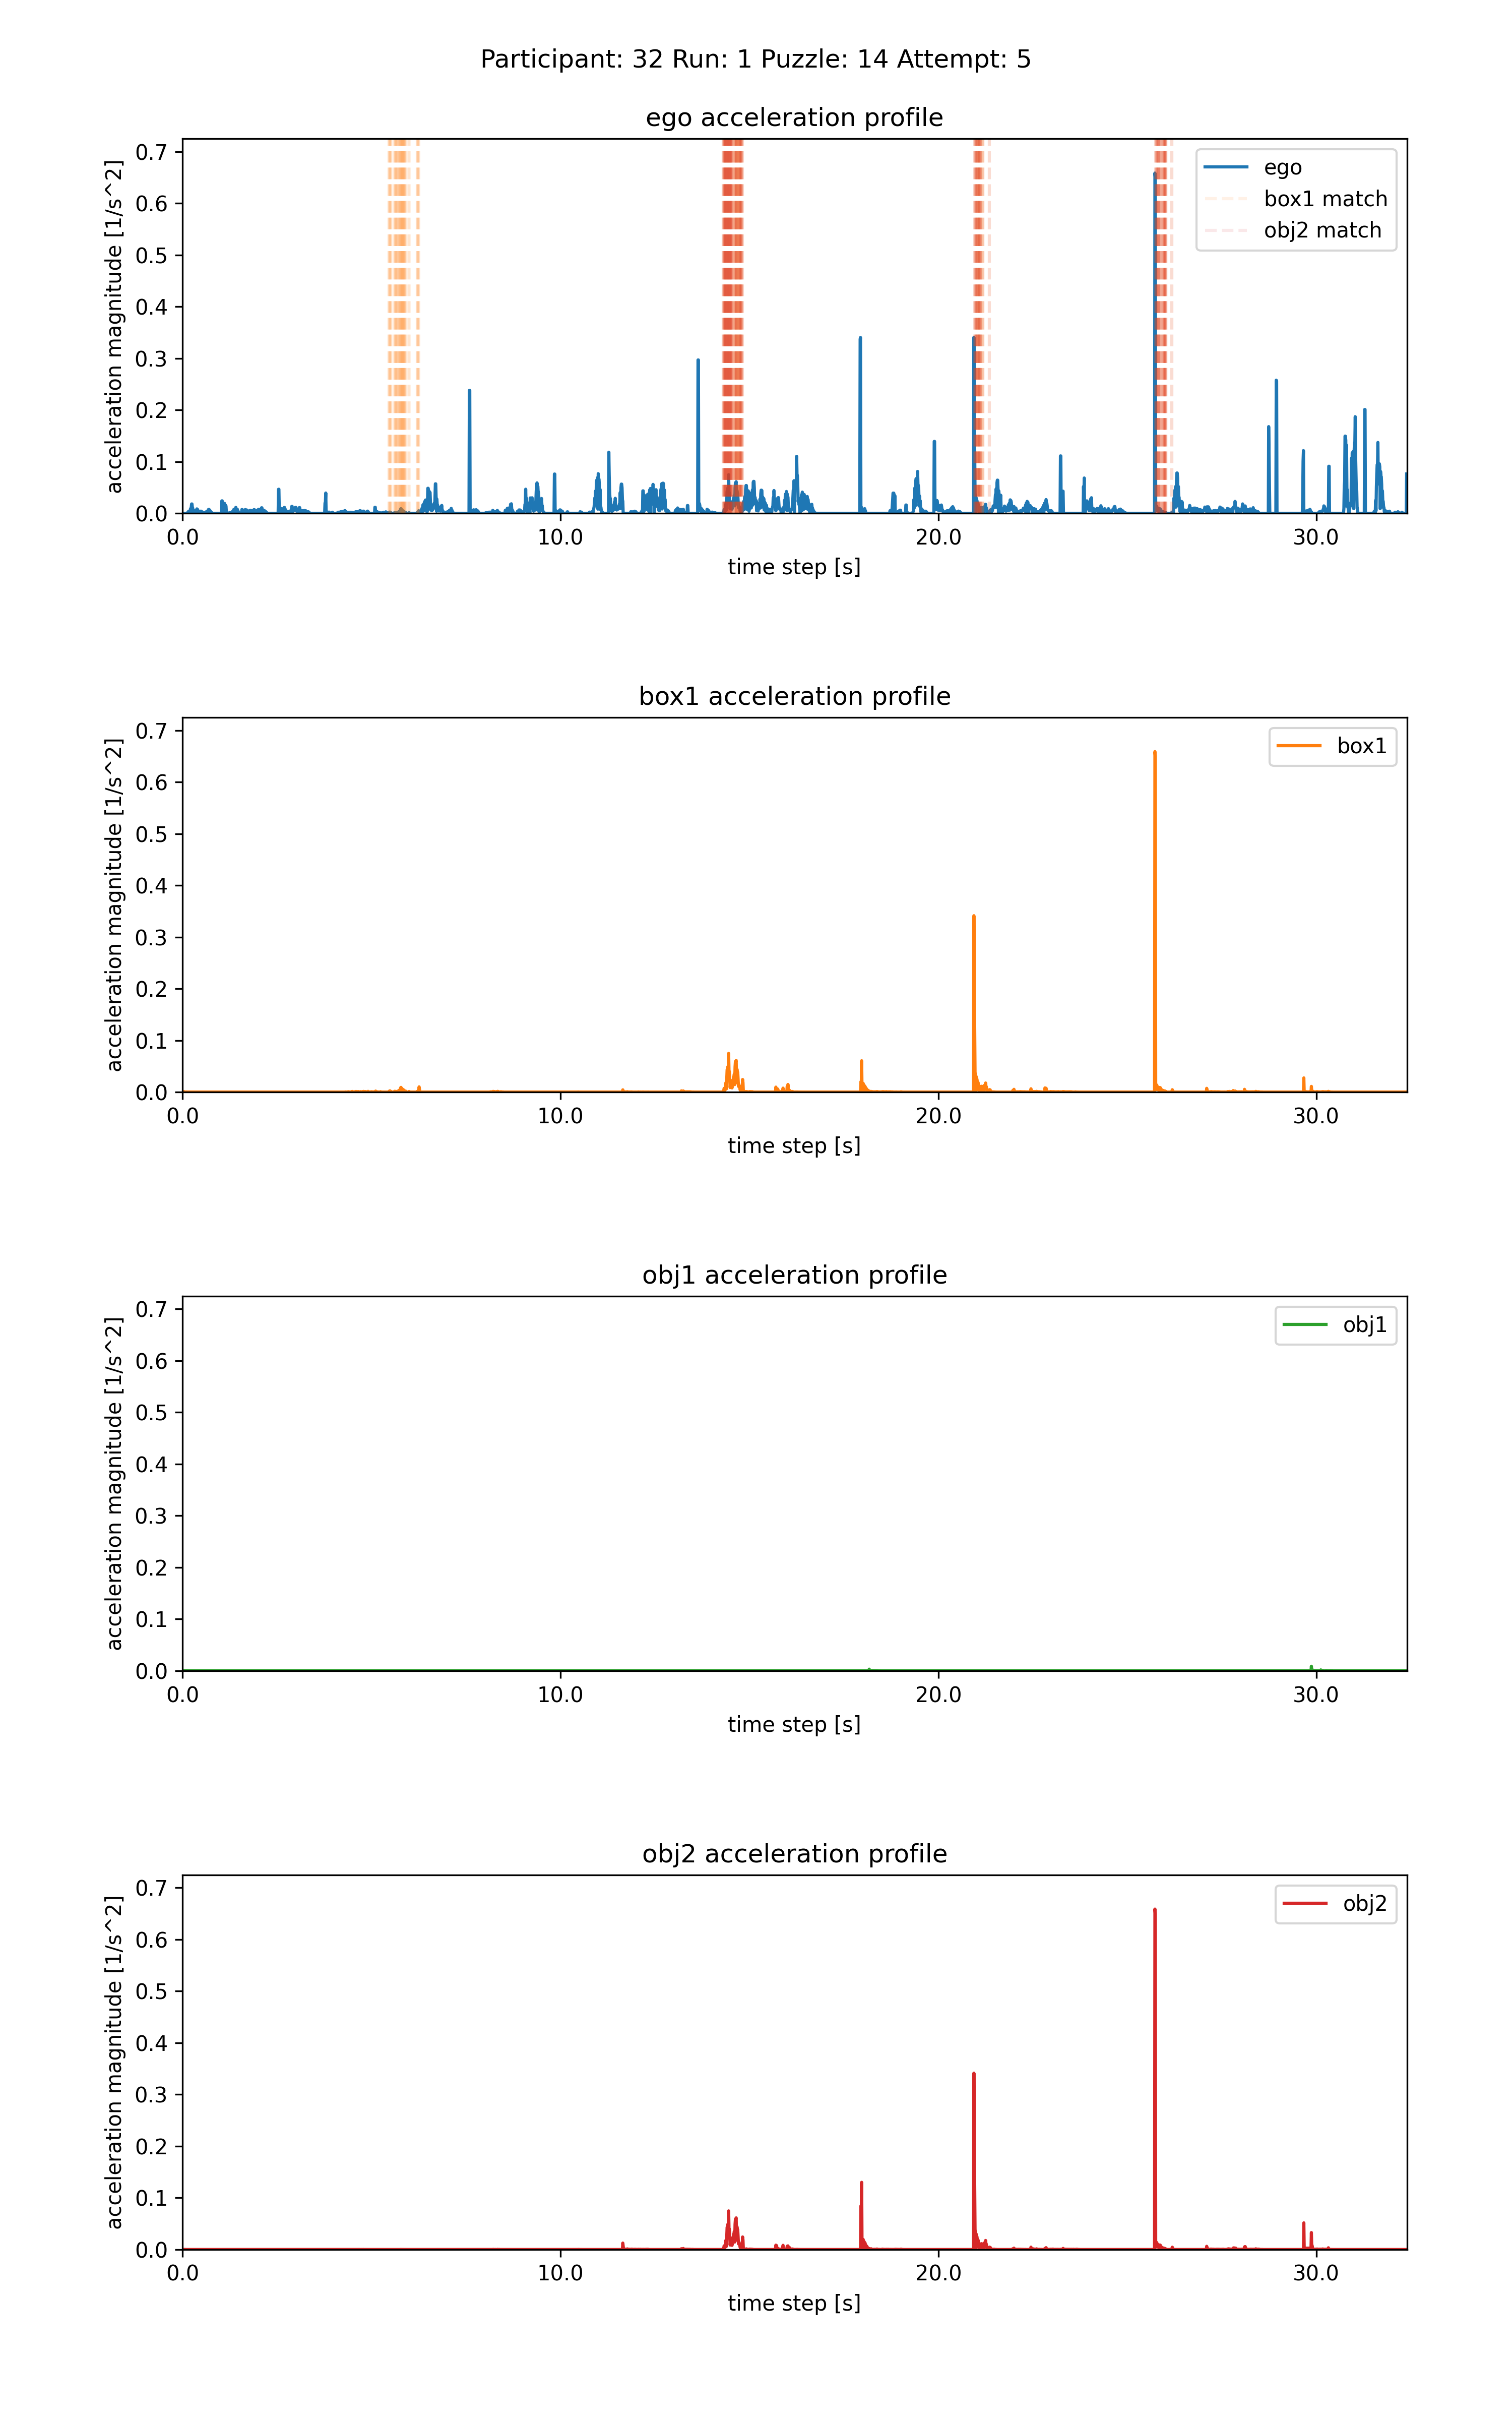 Participant: 32 Run: 1 Puzzle: 14 Attempt: 5
ego acceleration profile
acceleration magnitude [1/s^2]
0.7
0.6
0.5
0.4
0.3
0.2
0.1
0.0
ego
box1 match
obj2 match
0.0 10.0 20.0 30.0
time step [s]
box1 acceleration profile
acceleration magnitude [1/s^2]
0.7
0.6
0.5
0.4
0.3
0.2
0.1
0.0
box1
0.0 10.0 20.0 30.0
time step [s]
obj1 acceleration profile
acceleration magnitude [1/s^2]
0.7
0.6
0.5
0.4
0.3
0.2
0.1
0.0
obj1
0.0 10.0 20.0 30.0
time step [s]
obj2 acceleration profile
acceleration magnitude [1/s^2]
0.7
0.6
0.5
0.4
0.3
0.2
0.1
0.0
obj2
0.0 10.0 20.0 30.0
time step [s]